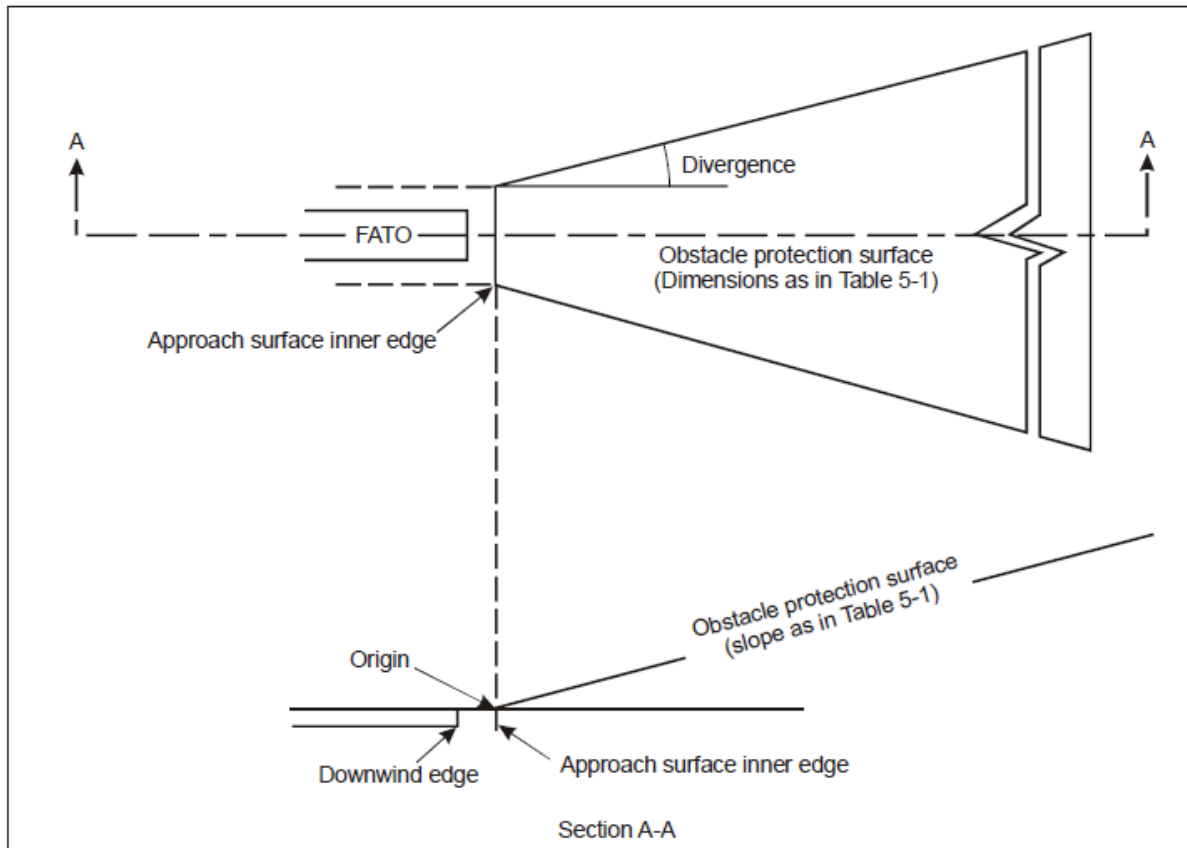 A
A
Divergence
FATO
Obstacle protection surface
(Dimensions as in Table 5-1)
Approach surface inner edge
Obstacle protection surface
(slope as in Table 5-1)
Origin
Downwind edge
Approach surface inner edge
Section A-A